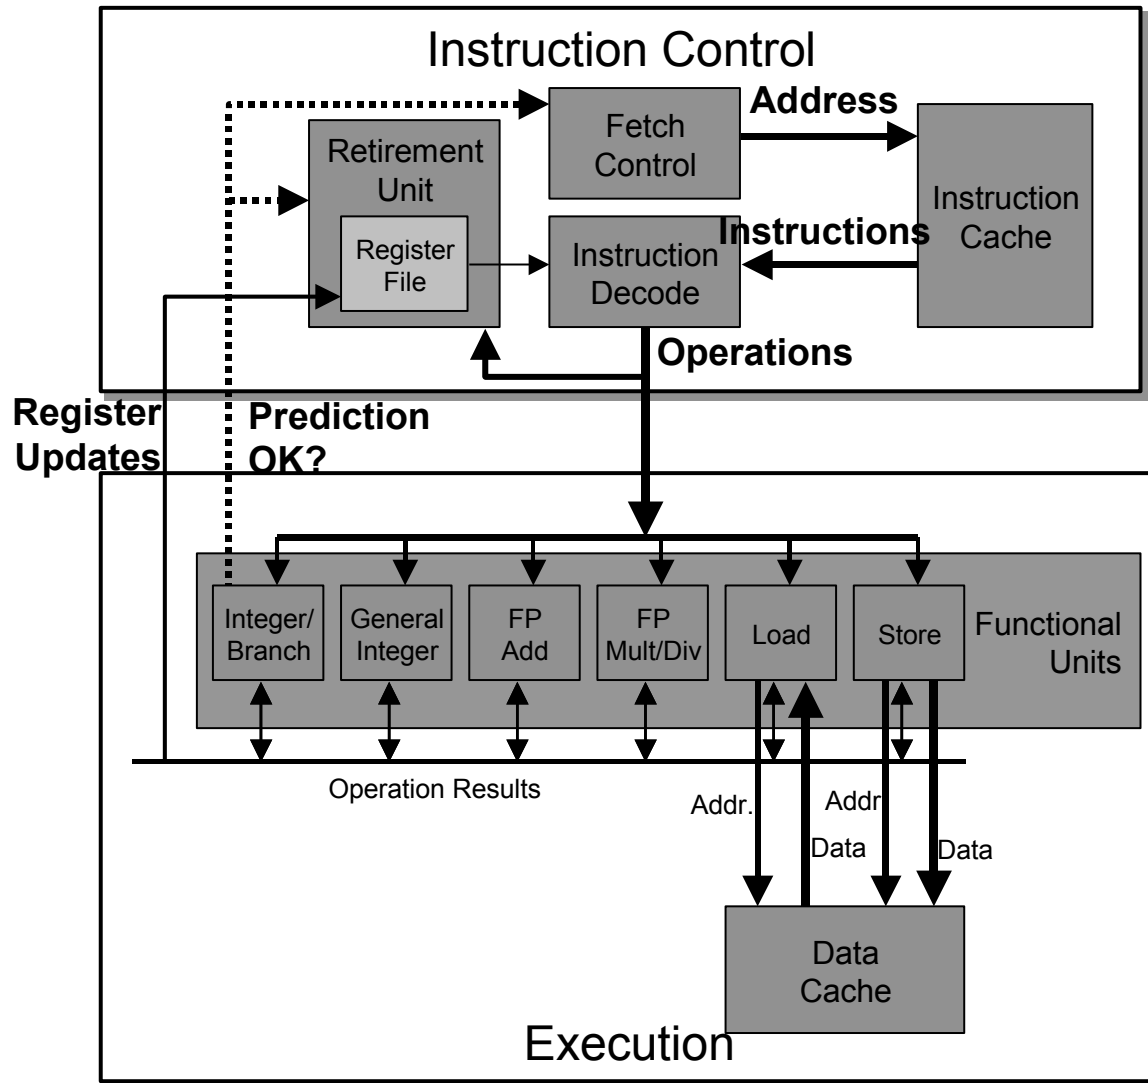 Instruction Control
Fetch
Control
Address
Retirement
Unit
Instruction
Cache
Register
File
Instruction
Decode
Instructions
Operations
Register
Updates
Prediction
OK?
Integer/
Branch
General
Integer
FP
Add
FP
Mult/Div
Load
Store
Functional
Units
Operation Results
Addr.
Addr
Data
Data
Data
Cache
Execution